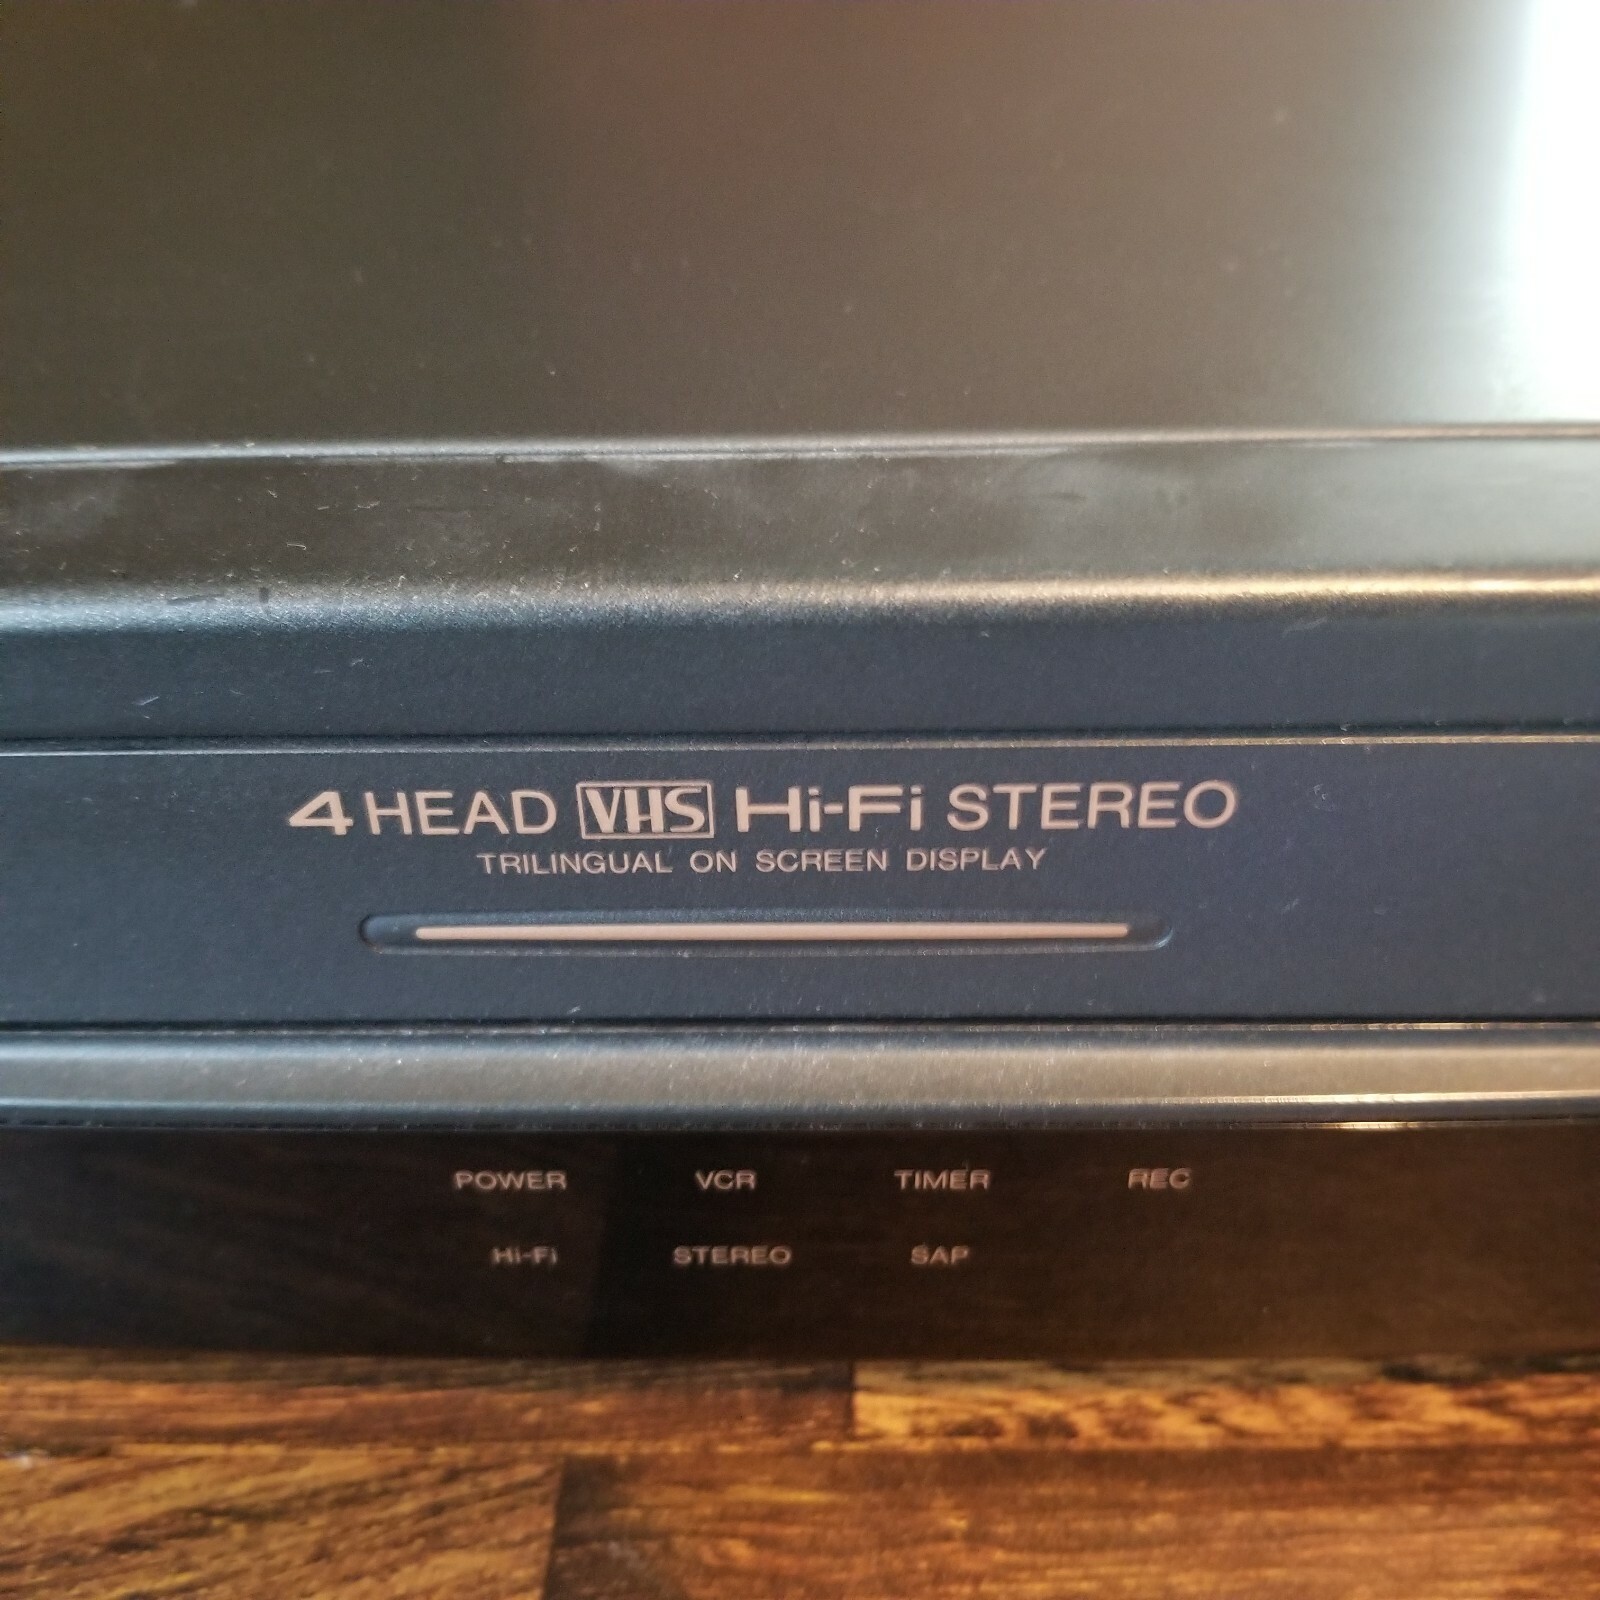 4 HEAD VHS Hi-Fi STEREO
TRILINGUAL ON SCREEN DISPLAY
POWER VCR TIMER REC
Hi-Fi STEREO SAP